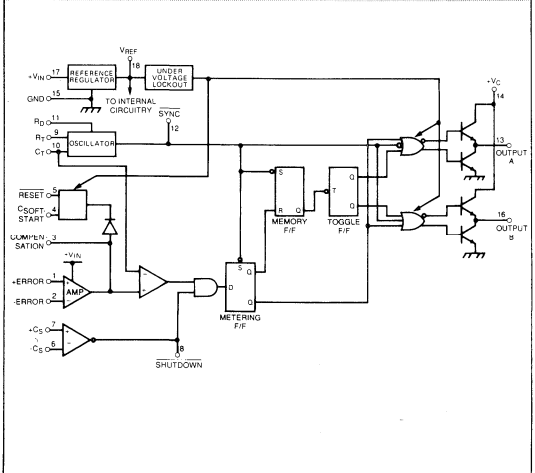 VREF
18
+VC
14
+VIN 17
REFERENCE
REGULATOR
UNDER
VOLTAGE
LOCKOUT
GND 15
TO INTERNAL
CIRCUITRY
SYNC
12
RD 11
RT 9
CT 10
OSCILLATOR
13
OUTPUT
A
RESET 5
CSOFT
START 4
S
R Q
MEMORY
F/F
T
Q
Q
TOGGLE
F/F
16
OUTPUT
B
COMPEN-
SATION 3
+VIN
+ERROR 1
-ERROR 2
+
−
AMP
−
+
S
D
Q
Q
METERING
F/F
+CS 7
-CS 6
+
−
8
SHUTDOWN